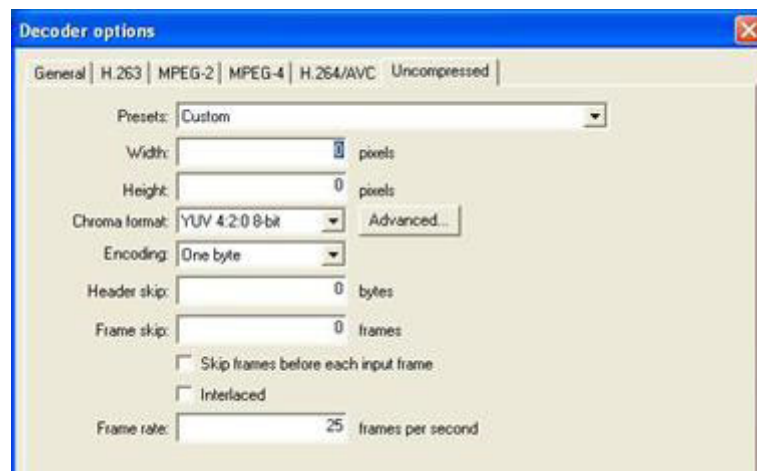 Decoder options
General H.263 MPEG-2 MPEG-4 H.264/AVC Uncompressed
Presets: Custom
Width: 0 pixels
Height: 0 pixels
Chroma format: YUV 4:2:0 8-bit Advanced...
Encoding: One byte
Header skip: 0 bytes
Frame skip: 0 frames
Skip frames before each input frame
Interlaced
Frame rate: 25 frames per second